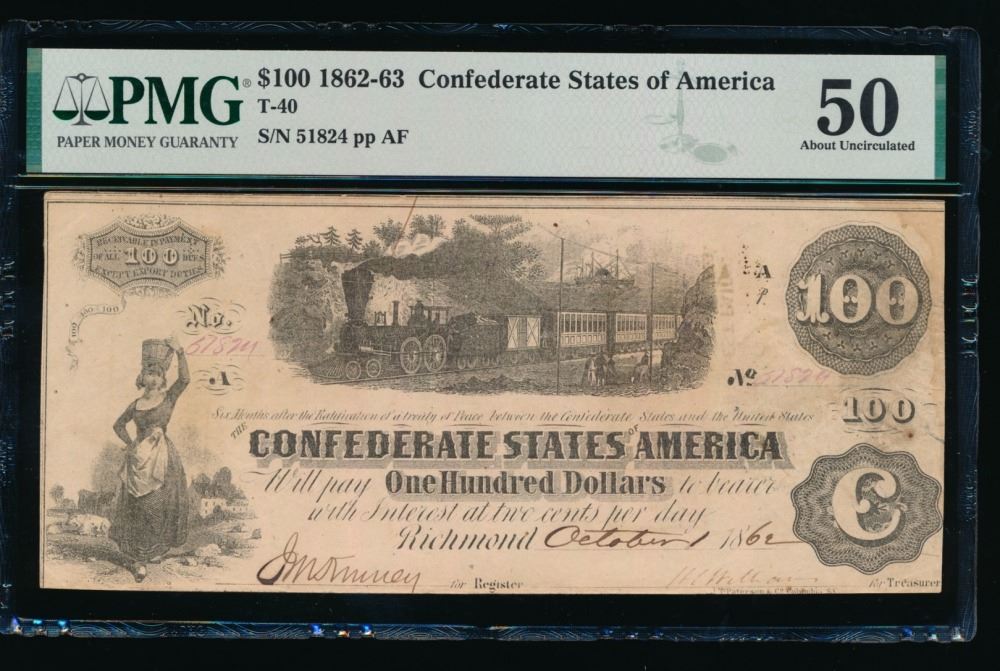 PMG®
PAPER MONEY GUARANTY
$100 1862-63 Confederate States of America
T-40
S/N 51824 pp AF
50
About Uncirculated
RECEIVABLE IN PAYMENT
OF ALL 100 DUES
EXCEPT EXPORT DUTIES
100
No.
51824
A
A
100
No 51824
Six Months after the Ratification of a treaty of Peace between the Confederate States and the United States
100
THE CONFEDERATE STATES OF AMERICA
Will pay One Hundred Dollars to bearer
with Interest at two cents per day
C
Richmond October 1 1862
for Register
for Treasurer